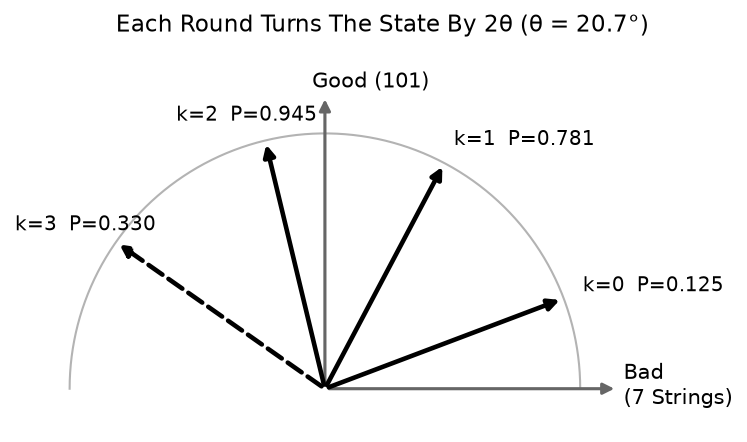 Each Round Turns The State By 2θ (θ = 20.7°)
Good (101)
k=2  P=0.945
k=1  P=0.781
k=3  P=0.330
k=0  P=0.125
Bad
(7 Strings)